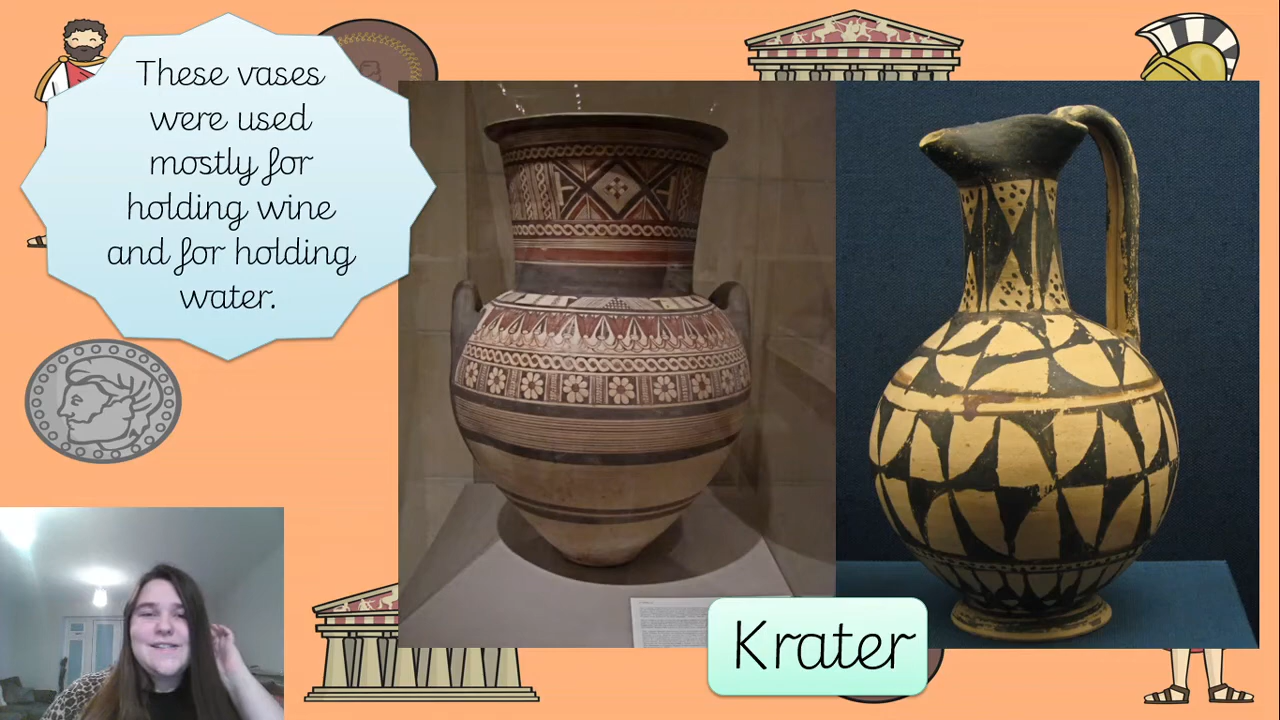 These vases
were used
mostly for
holding wine
and for holding
water.
Krater